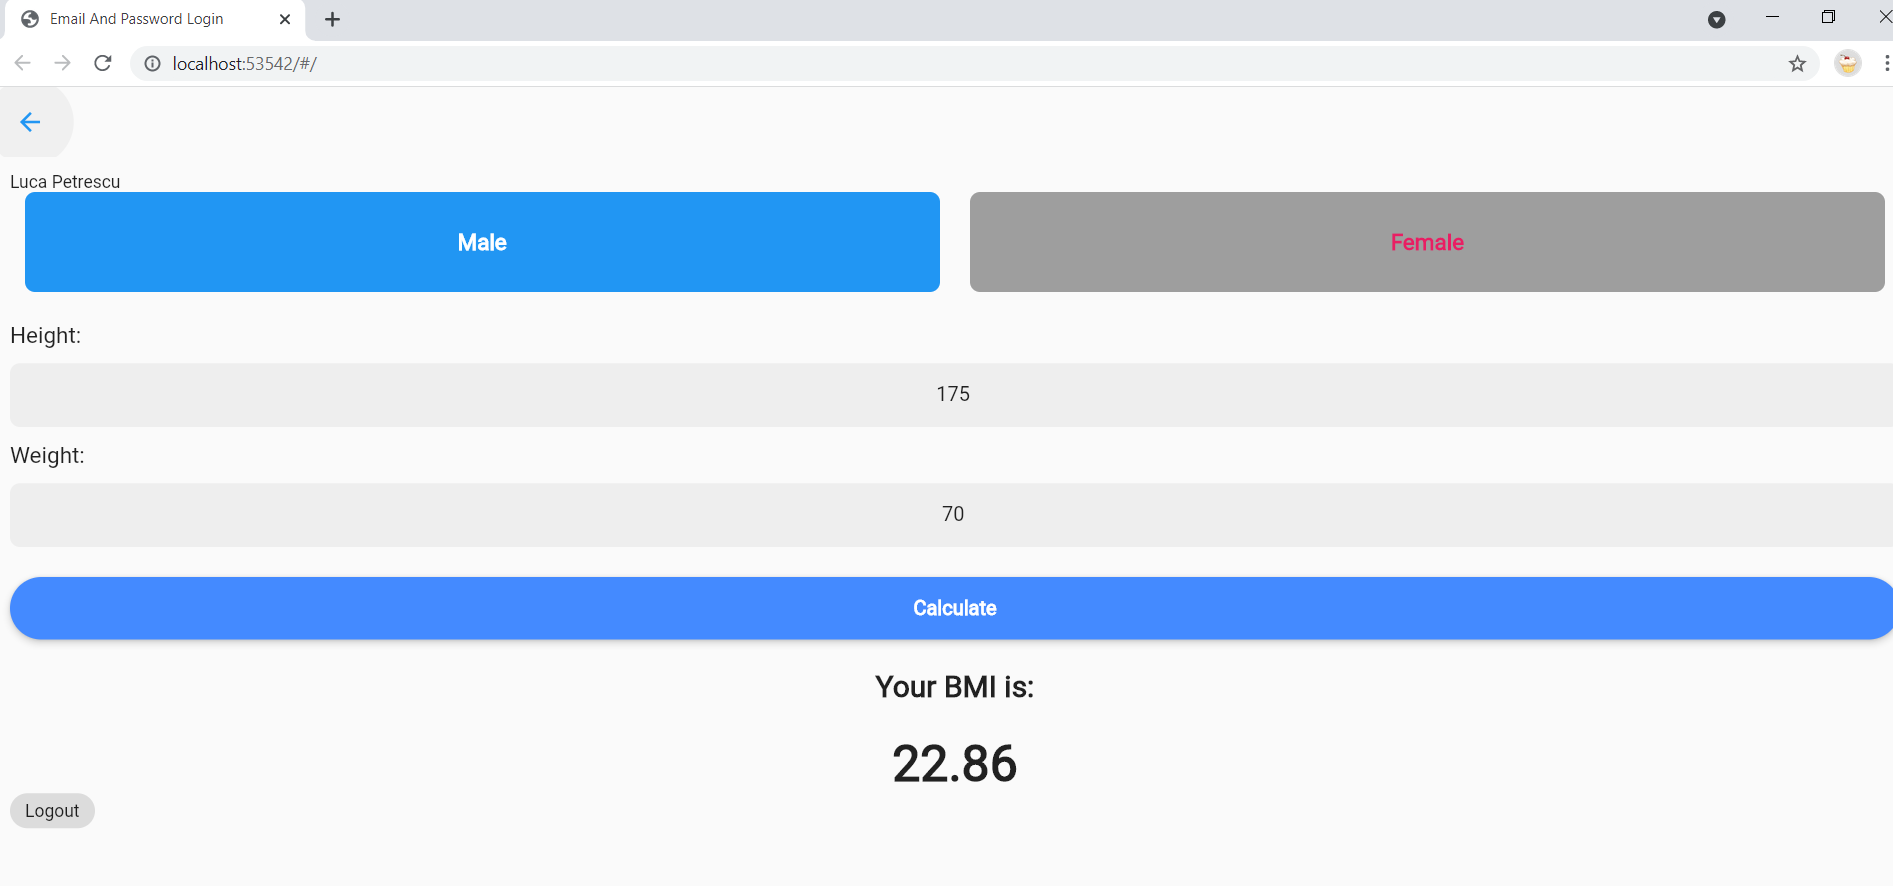 Email And Password Login
localhost:53542/#/
Luca Petrescu
Male
Female
Height:
175
Weight:
70
Calculate
Your BMI is:
22.86
Logout